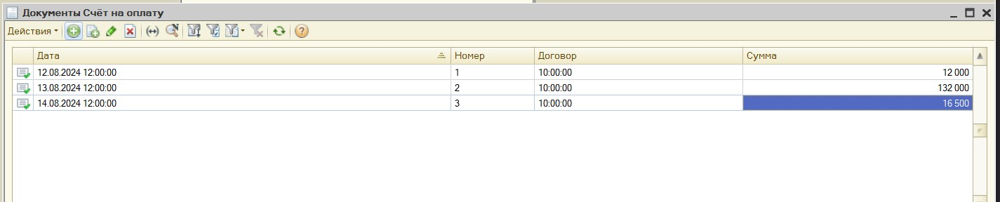 Документы Счёт на оплату
Действия
Дата Номер Договор Сумма
12.08.2024 12:00:00 1 10:00:00 12 000
13.08.2024 12:00:00 2 10:00:00 132 000
14.08.2024 12:00:00 3 10:00:00 16 500